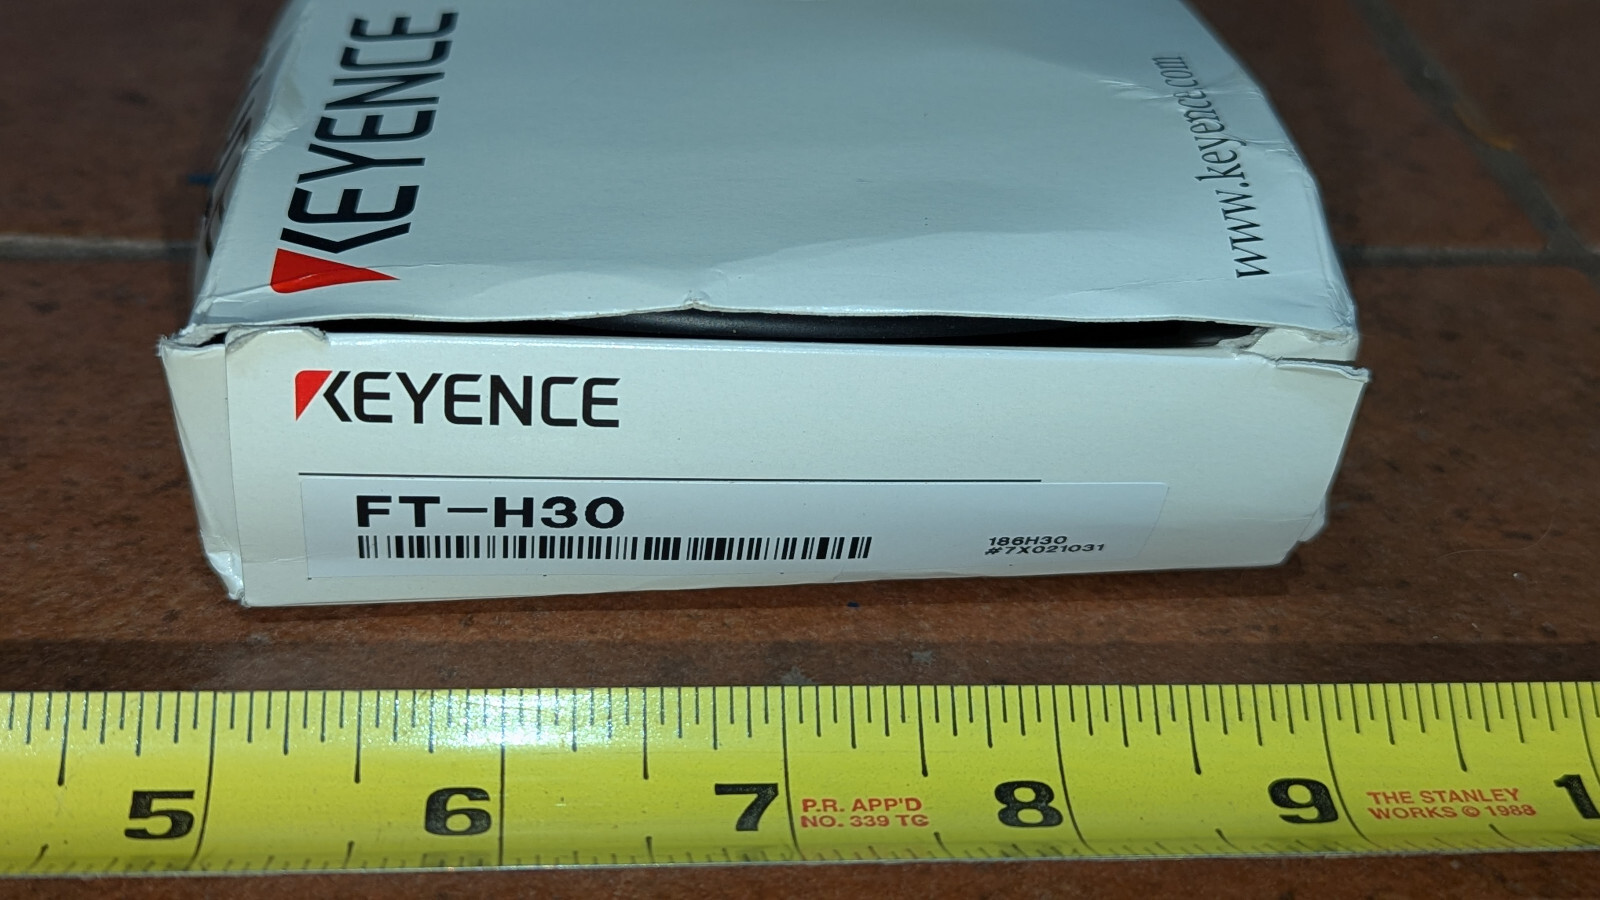 KEYENCE
www.keyence.com
KEYENCE
FT-H30
186H30
#7X021031
5 6 7 8 9 1
P.R. APP'D
NO. 339 TG
THE STANLEY
WORKS © 1988